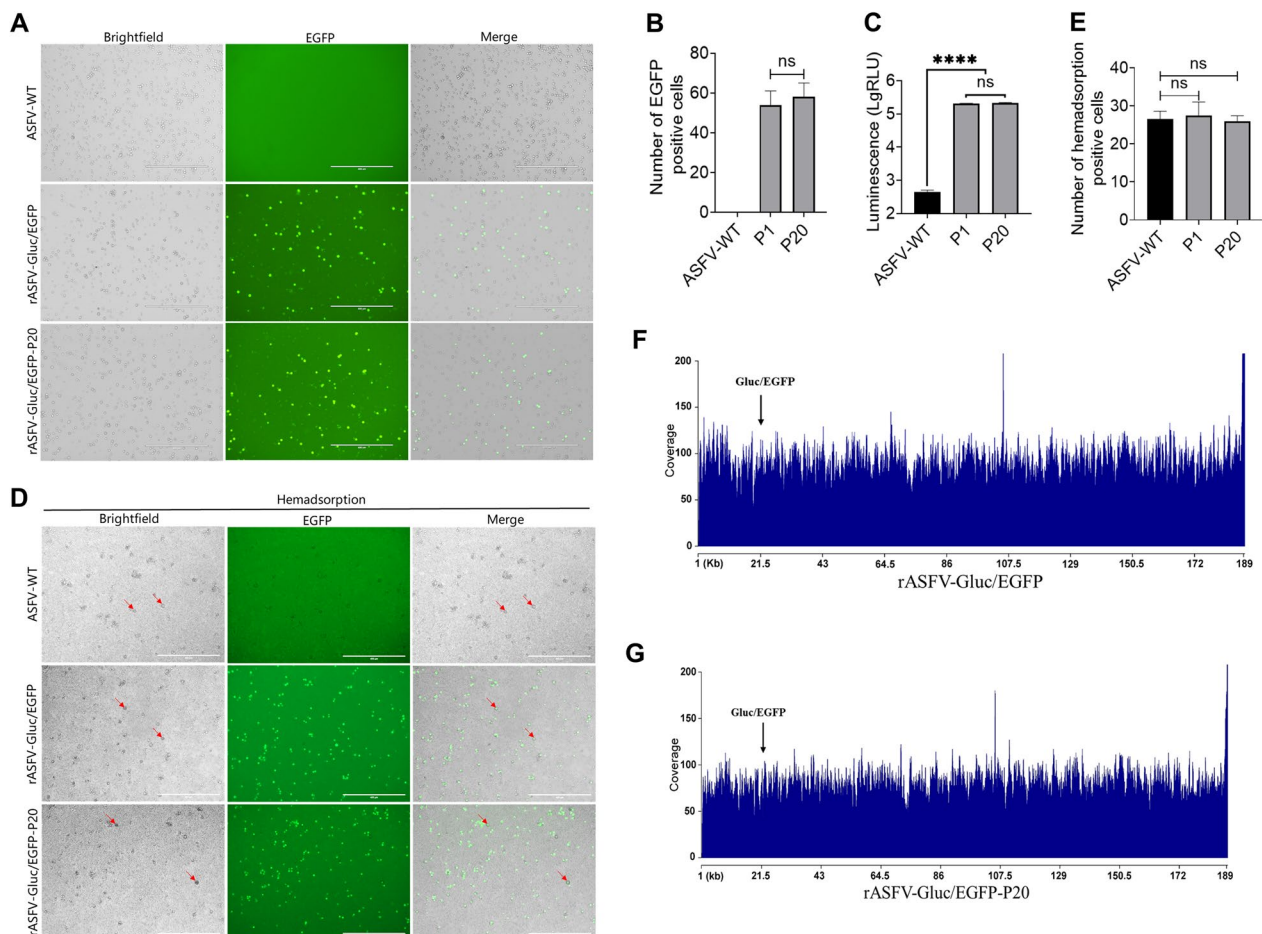 A
Brightfield
EGFP
Merge
ASFV-WT
rASFV-Gluc/EGFP
rASFV-Gluc/EGFP-P20
B
Number of EGFP
positive cells
80
60
40
20
0
ns
ASFV-WT
P1
P20
C
Luminescence (LgRLU)
6
5
4
3
2
****
ns
ASFV-WT
P1
P20
E
Number of hemadsorption
positive cells
40
30
20
10
0
ns
ns
ASFV-WT
P1
P20
D
Hemadsorption
Brightfield
EGFP
Merge
ASFV-WT
rASFV-Gluc/EGFP
rASFV-Gluc/EGFP-P20
F
Coverage
200
150
100
50
0
Gluc/EGFP
1 (Kb) 21.5 43 64.5 86 107.5 129 150.5 172 189
rASFV-Gluc/EGFP
G
Coverage
200
150
100
50
0
Gluc/EGFP
1 (kb) 21.5 43 64.5 86 107.5 129 150.5 172 189
rASFV-Gluc/EGFP-P20